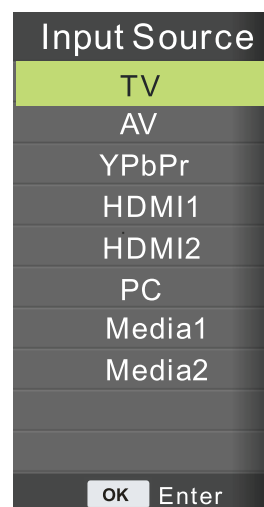 Input Source
TV
AV
YPbPr
HDMI1
HDMI2
PC
Media1
Media2
OK Enter